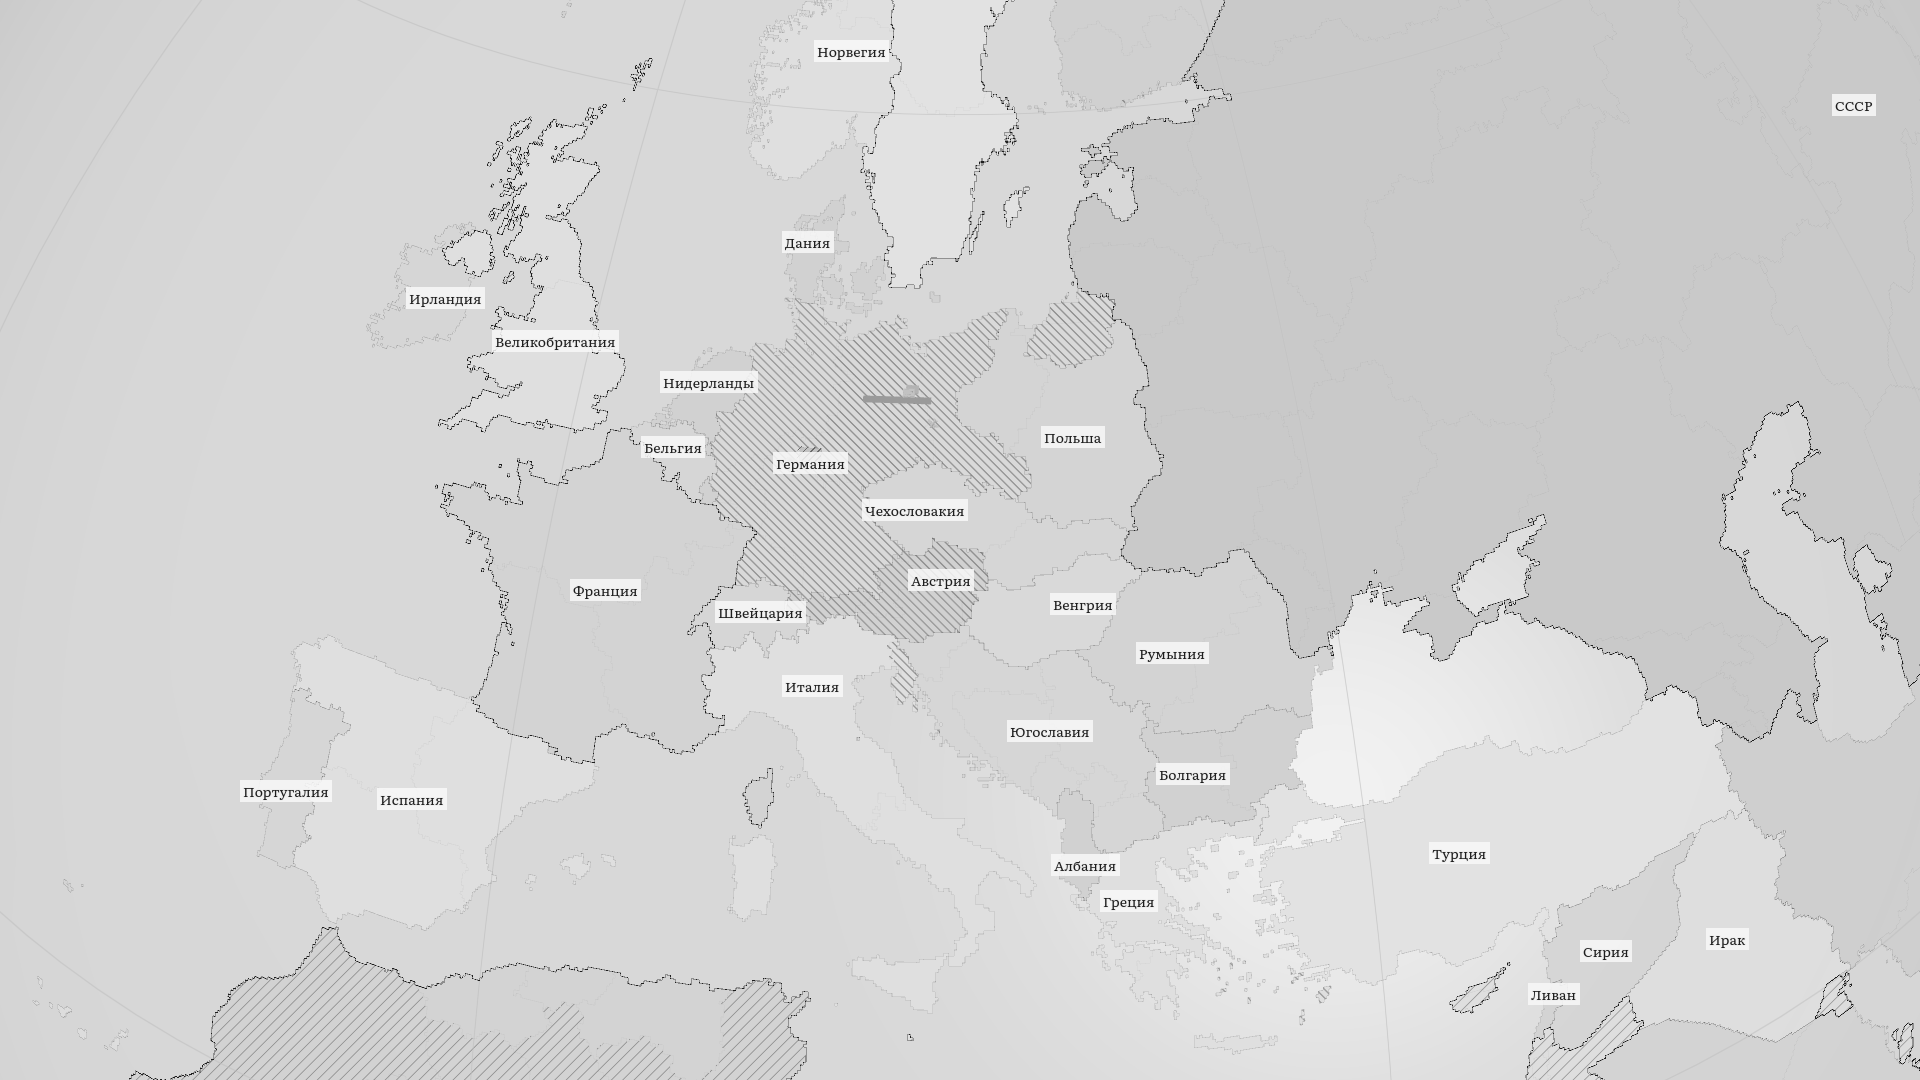 Норвегия
СССР
Дания
Ирландия
Великобритания
Нидерланды
Польша
Бельгия
Германия
Чехословакия
Австрия
Франция
Венгрия
Швейцария
Румыния
Италия
Югославия
Болгария
Португалия
Испания
Турция
Албания
Греция
Ирак
Сирия
Ливан